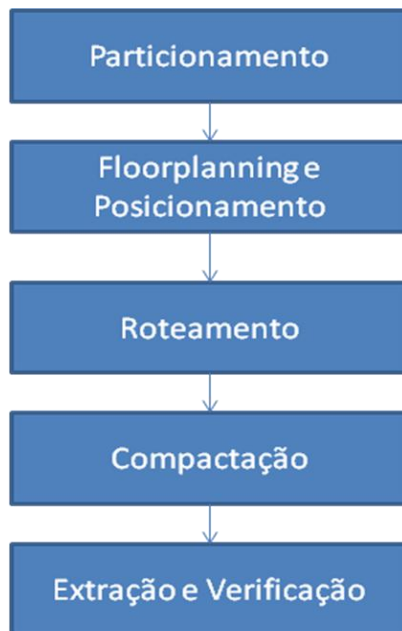 Particionamento
Floorplanning e
Posicionamento
Roteamento
Compactação
Extração e Verificação